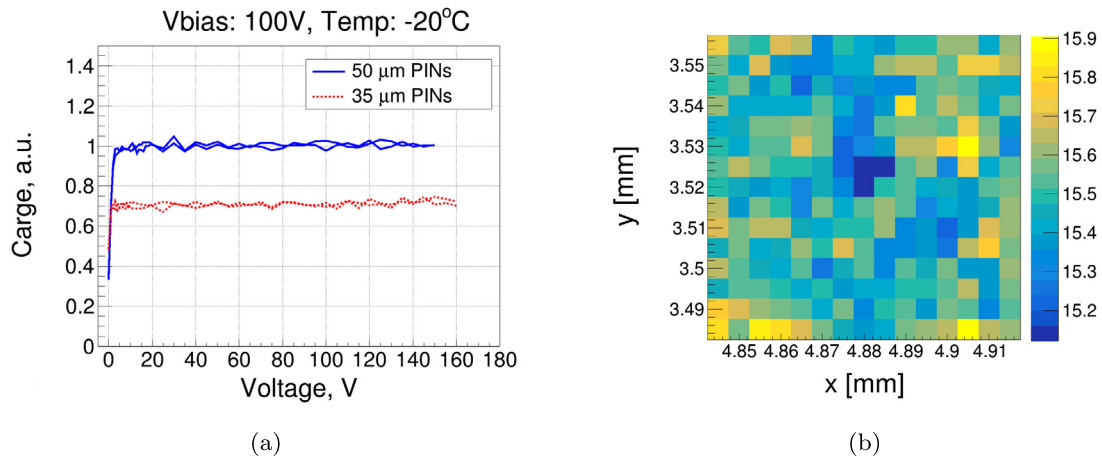 Vbias: 100V, Temp: -20°C
Carge, a.u.
1.4
1.2
1
0.8
0.6
0.4
0.2
0
50 μm PINs
35 μm PINs
0 20 40 60 80 100 120 140 160 180
Voltage, V
(a)
y [mm]
3.55
3.54
3.53
3.52
3.51
3.5
3.49
4.85 4.86 4.87 4.88 4.89 4.9 4.91
x [mm]
15.9
15.8
15.7
15.6
15.5
15.4
15.3
15.2
(b)